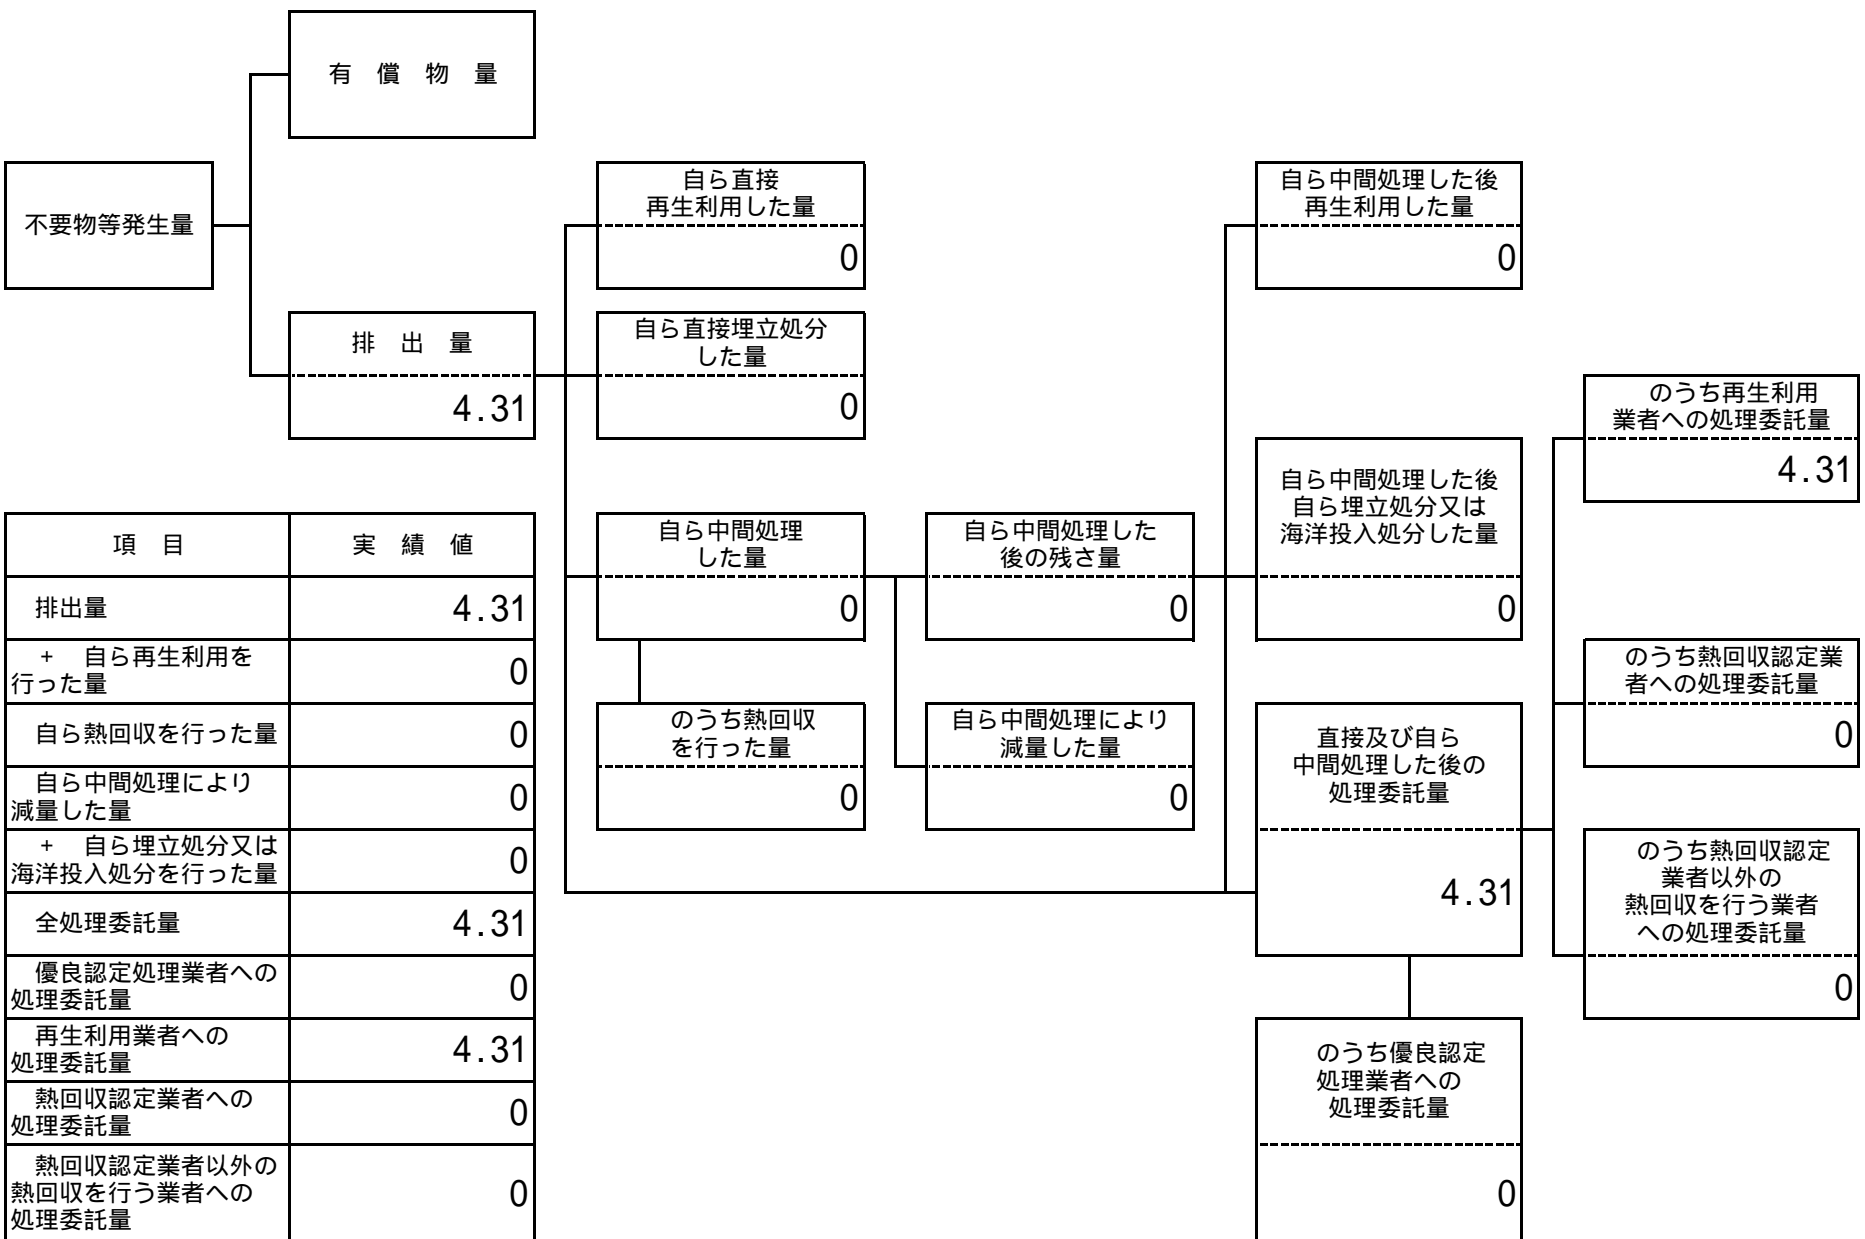 有 償 物 量
不要物等発生量
排 出 量
4.31
自ら直接
再生利用した量
0
自ら直接埋立処分
した量
0
自ら中間処理
した量
0
のうち熱回収
を行った量
0
自ら中間処理した
後の残さ量
0
自ら中間処理により
減量した量
0
自ら中間処理した後
再生利用した量
0
自ら中間処理した後
自ら埋立処分又は
海洋投入処分した量
0
直接及び自ら
中間処理した後の
処理委託量
4.31
のうち優良認定
処理業者への
処理委託量
0
のうち再生利用
業者への処理委託量
4.31
のうち熱回収認定業
者への処理委託量
0
のうち熱回収認定
業者以外の
熱回収を行う業者
への処理委託量
0
項 目 実 績 値
排出量 4.31
+ 自ら再生利用を
行った量 0
自ら熱回収を行った量 0
自ら中間処理により
減量した量 0
+ 自ら埋立処分又は
海洋投入処分を行った量 0
全処理委託量 4.31
優良認定処理業者への
処理委託量 0
再生利用業者への
処理委託量 4.31
熱回収認定業者への
処理委託量 0
熱回収認定業者以外の
熱回収を行う業者への
処理委託量 0